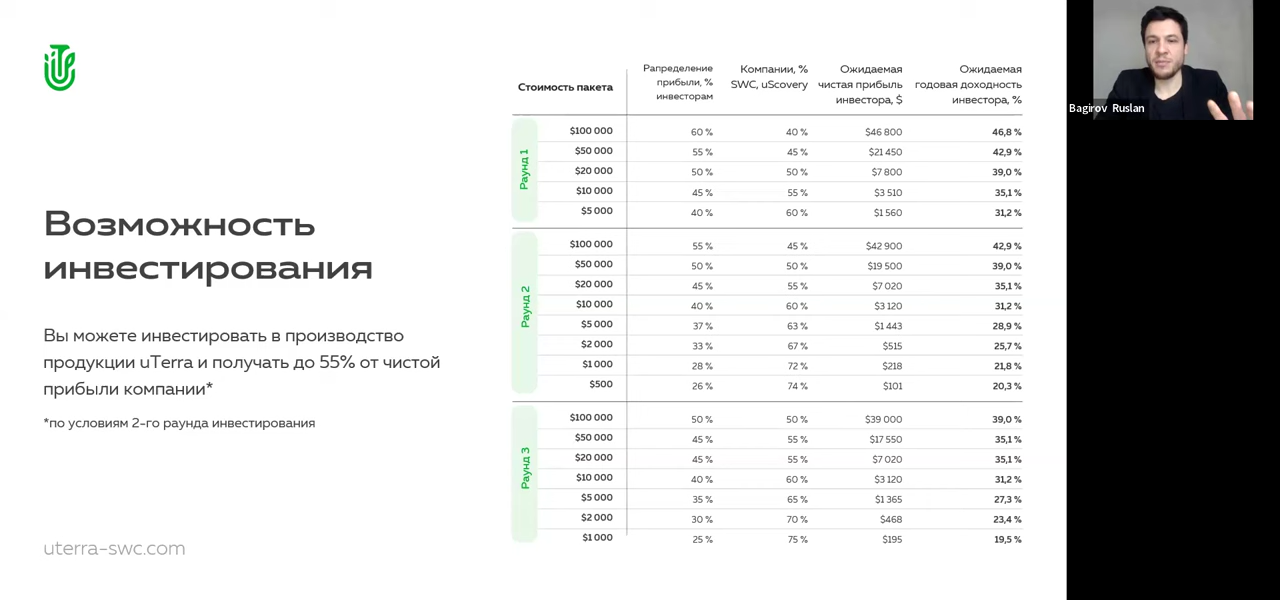 Bagirov Ruslan
Возможность
инвестирования
Вы можете инвестировать в производство
продукции uTerra и получать до 55% от чистой
прибыли компании*
*по условиям 2-го раунда инвестирования
uterra-swc.com
Стоимость пакета
Рапределение
прибыли, %
инвесторам
Компании, %
SWC, uScovery
Ожидаемая
чистая прибыль
инвестора, $
Ожидаемая
годовая доходность
инвестора, %
Раунд 1
$100 000 60 % 40 % $46 800 46,8 %
$50 000 55 % 45 % $21 450 42,9 %
$20 000 50 % 50 % $7 800 39,0 %
$10 000 45 % 55 % $3 510 35,1 %
$5 000 40 % 60 % $1 560 31,2 %
Раунд 2
$100 000 55 % 45 % $42 900 42,9 %
$50 000 50 % 50 % $19 500 39,0 %
$20 000 45 % 55 % $7 020 35,1 %
$10 000 40 % 60 % $3 120 31,2 %
$5 000 37 % 63 % $1 443 28,9 %
$2 000 33 % 67 % $515 25,7 %
$1 000 28 % 72 % $218 21,8 %
$500 26 % 74 % $101 20,3 %
Раунд 3
$100 000 50 % 50 % $39 000 39,0 %
$50 000 45 % 55 % $17 550 35,1 %
$20 000 45 % 55 % $7 020 35,1 %
$10 000 40 % 60 % $3 120 31,2 %
$5 000 35 % 65 % $1 365 27,3 %
$2 000 30 % 70 % $468 23,4 %
$1 000 25 % 75 % $195 19,5 %